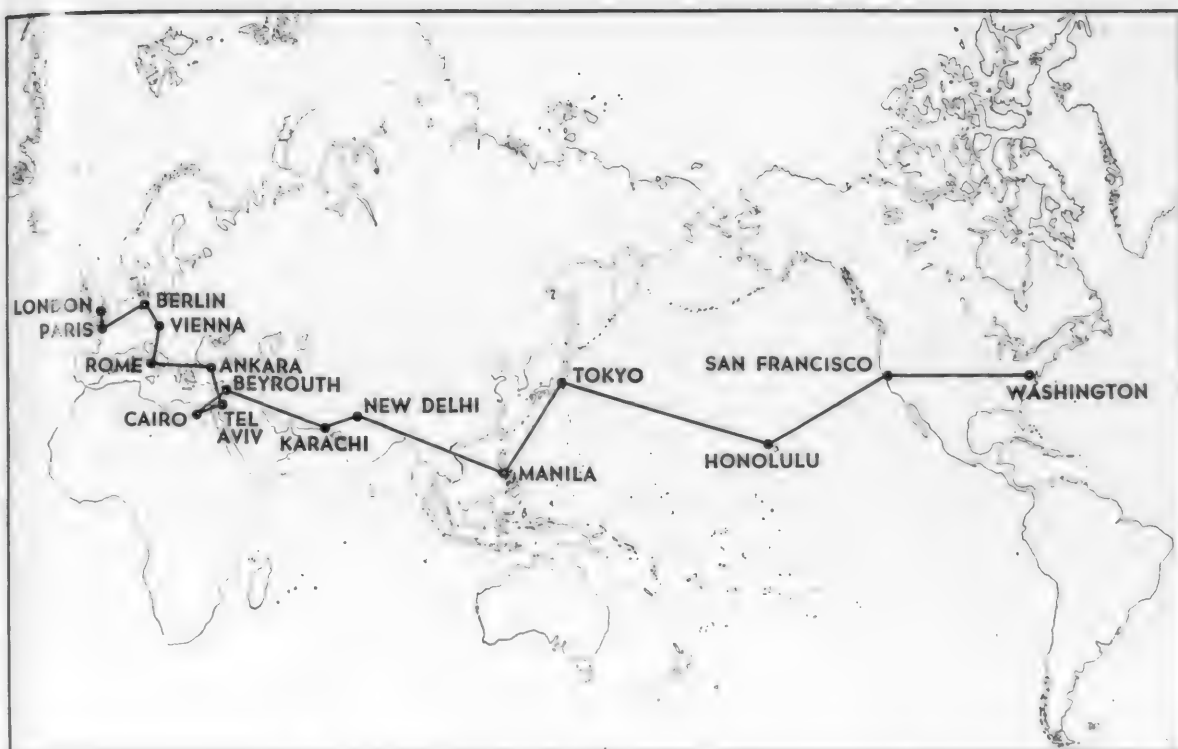 LONDON
BERLIN
PARIS
VIENNA
ROME
ANKARA
BEYROUTH
CAIRO
TEL
AVIV
KARACHI
NEW DELHI
MANILA
TOKYO
HONOLULU
SAN FRANCISCO
WASHINGTON